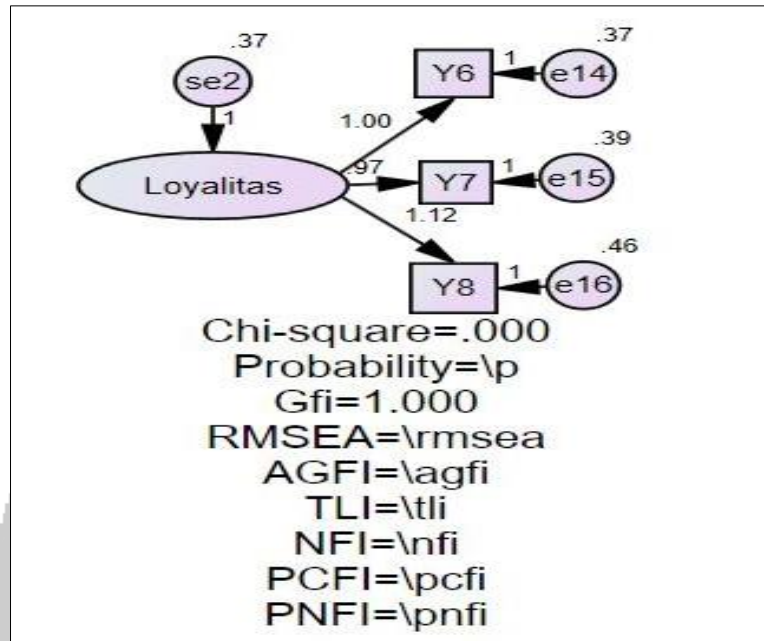 .37
.37
se2
Y6
1
e14
1
1.00
.39
Loyalitas
.97
Y7
1
e15
1.12
.46
Y8
1
e16
Chi-square=.000
Probability=\p
Gfi=1.000
RMSEA=\rmsea
AGFI=\agfi
TLI=\tli
NFI=\nfi
PCFI=\pcfi
PNFI=\pnfi